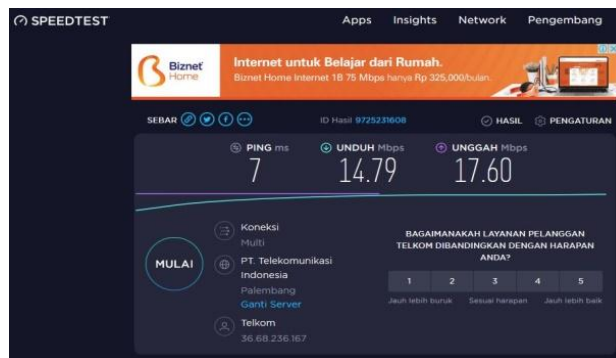 SPEEDTEST
Apps Insights Network Pengembang
Biznet Home
Internet untuk Belajar dari Rumah.
Biznet Home Internet 1B 75 Mbps hanya Rp 325,000/bulan.
SEBAR
ID Hasil 9725231608
HASIL
PENGATURAN
PING ms
7
UNDUH Mbps
14.79
UNGGAH Mbps
17.60
MULAI
Koneksi
Multi
PT. Telekomunikasi
Indonesia
Palembang
Ganti Server
Telkom
36.68.236.167
BAGAIMANAKAH LAYANAN PELANGGAN
TELKOM DIBANDINGKAN DENGAN HARAPAN
ANDA?
1 2 3 4 5
Jauh lebih buruk Sesuai harapan Jauh lebih baik